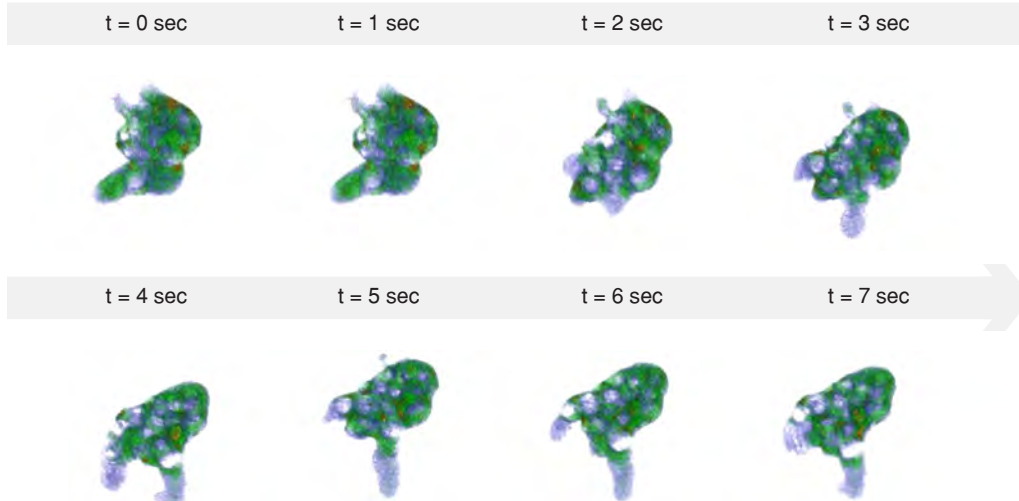 t = 0 sec t = 1 sec t = 2 sec t = 3 sec
t = 4 sec t = 5 sec t = 6 sec t = 7 sec